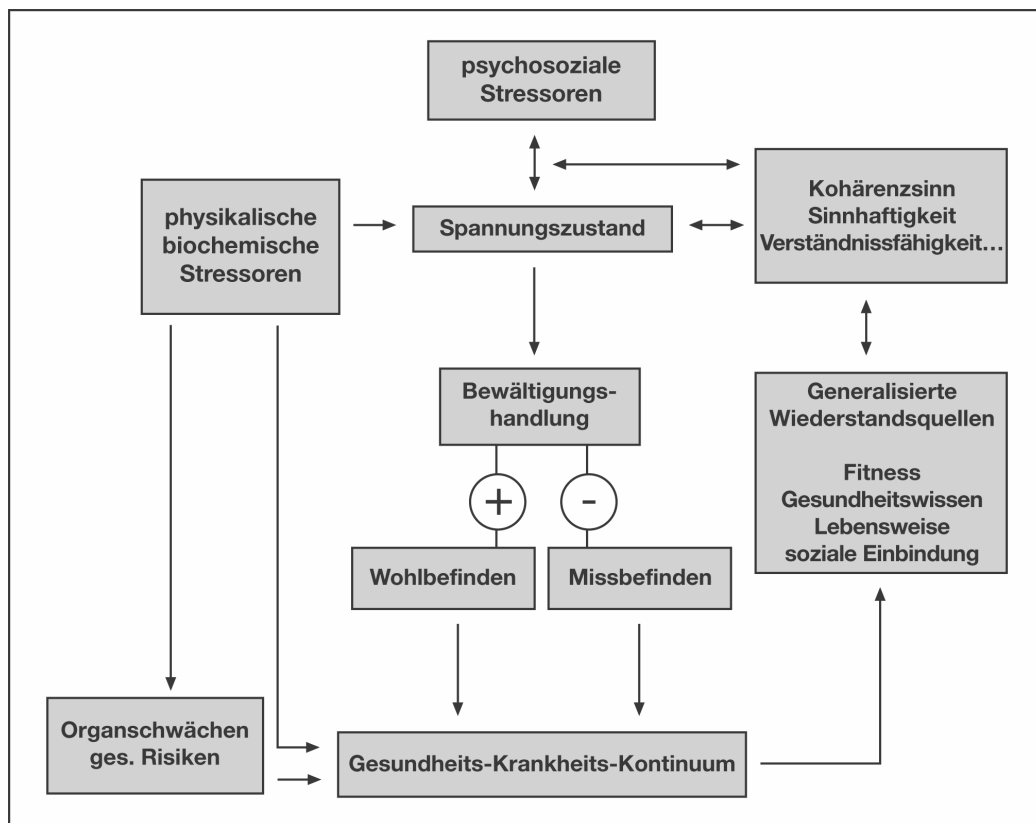 psychosoziale
Stressoren
physikalische
biochemische
Stressoren
Spannungszustand
Kohärenzsinn
Sinnhaftigkeit
Verständnissfähigkeit...
Bewältigungs-
handlung
+
-
Generalisierte
Wiederstandsquellen
Fitness
Gesundheitswissen
Lebensweise
soziale Einbindung
Wohlbefinden
Missbefinden
Organschwächen
ges. Risiken
Gesundheits-Krankheits-Kontinuum